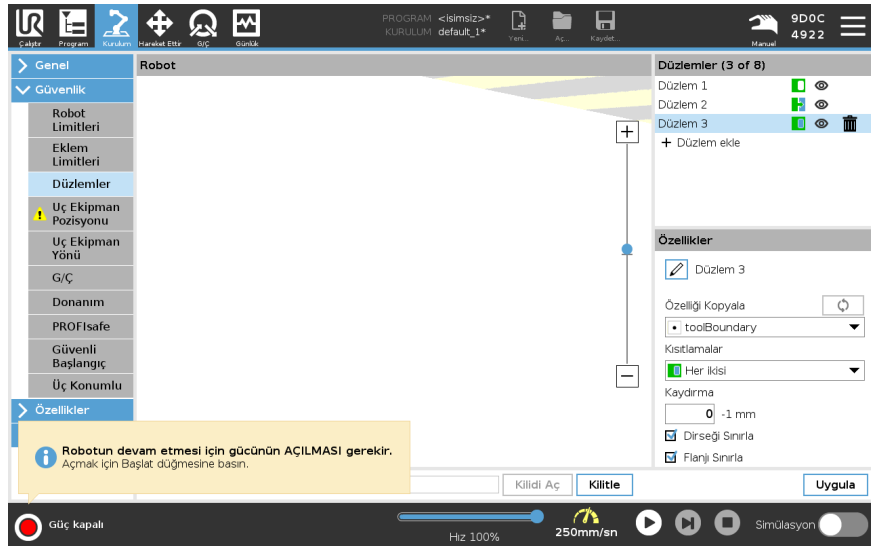 PROGRAM <isimsiz>*
KURULUM default_1*
Çalıştır
Program
Kurulum
Hareket Ettir
G/Ç
Günlük
Yeni...
Aç...
Kaydet...
Manuel
9D0C
4922
Genel
Güvenlik
Robot
Limitleri
Eklem
Limitleri
Düzlemler
Uç Ekipman
Pozisyonu
Uç Ekipman
Yönü
G/Ç
Donanım
PROFIsafe
Güvenli
Başlangıç
Üç Konumlu
Özellikler
Robot
Düzlemler (3 of 8)
Düzlem 1
Düzlem 2
Düzlem 3
+ Düzlem ekle
Özellikler
Düzlem 3
Özelliği Kopyala
toolBoundary
Kısıtlamalar
Her ikisi
Kaydırma
0 -1 mm
Dirseği Sınırla
Flanjı Sınırla
Robotun devam etmesi için gücünün AÇILMASI gerekir.
Açmak için Başlat düğmesine basın.
Kilidi Aç
Kilitle
Uygula
Güç kapalı
Hız 100%
250mm/sn
Simülasyon